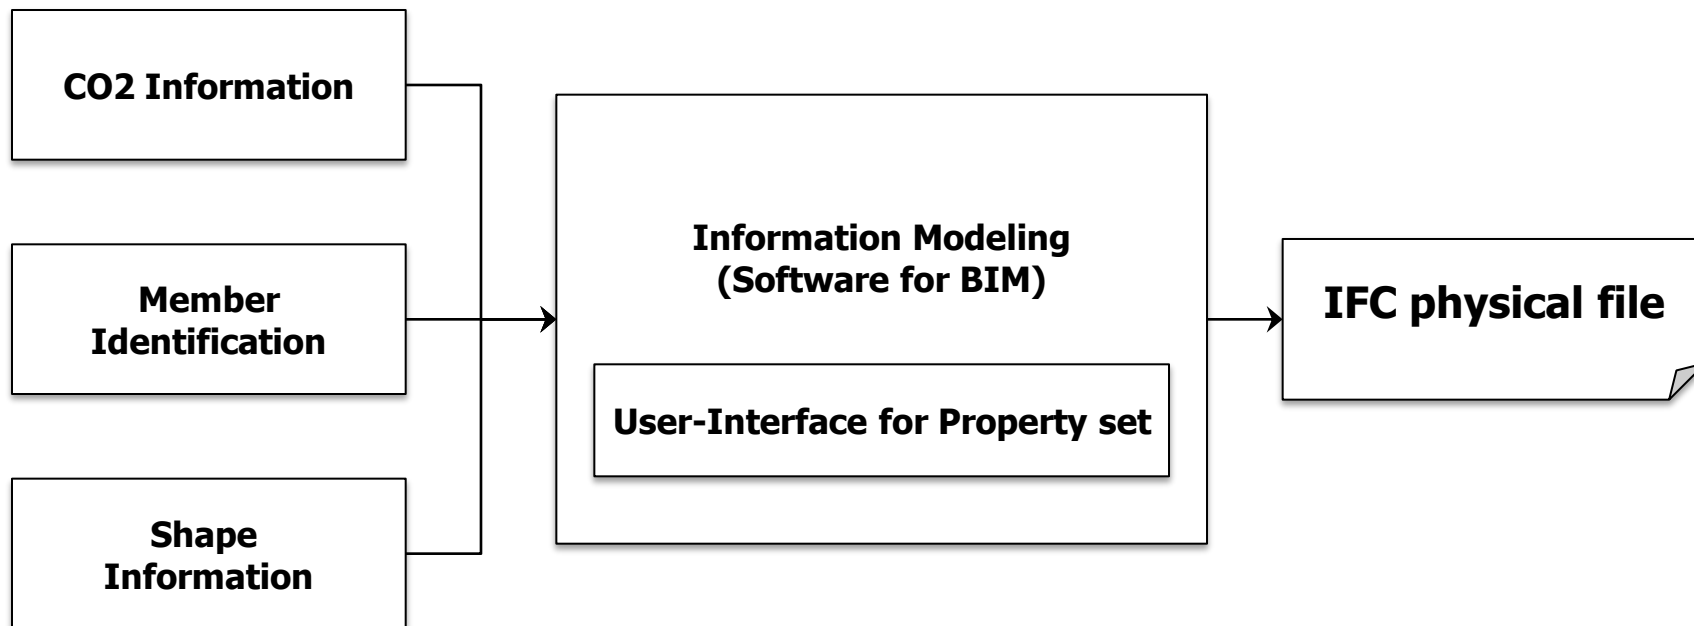 CO2 Information
Member
Identification
Shape
Information
Information Modeling
(Software for BIM)
User-Interface for Property set
IFC physical file